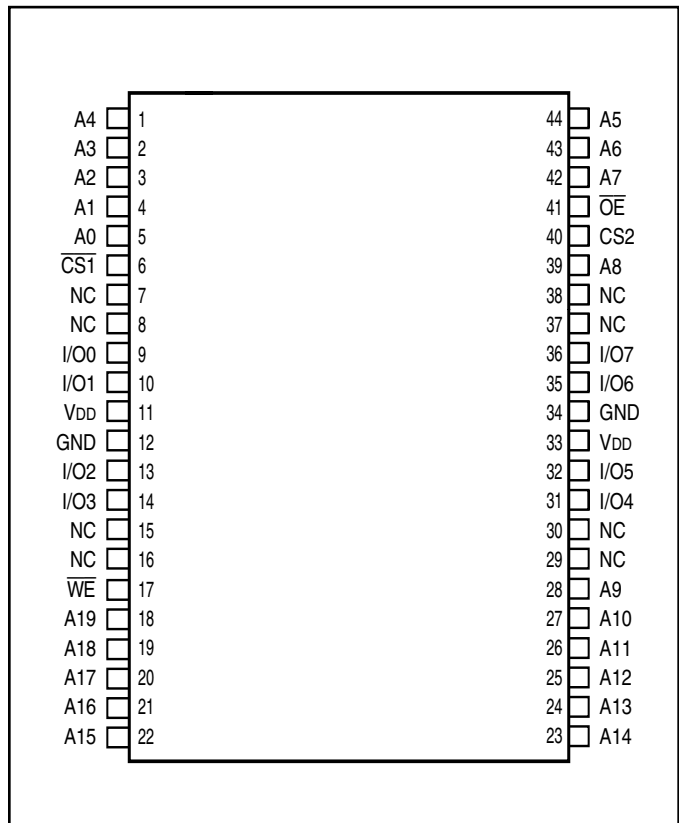 A4 1 44 A5
A3 2 43 A6
A2 3 42 A7
A1 4 41 O̅E̅
A0 5 40 CS2
C̅S̅1̅ 6 39 A8
NC 7 38 NC
NC 8 37 NC
I/O0 9 36 I/O7
I/O1 10 35 I/O6
VDD 11 34 GND
GND 12 33 VDD
I/O2 13 32 I/O5
I/O3 14 31 I/O4
NC 15 30 NC
NC 16 29 NC
W̅E̅ 17 28 A9
A19 18 27 A10
A18 19 26 A11
A17 20 25 A12
A16 21 24 A13
A15 22 23 A14